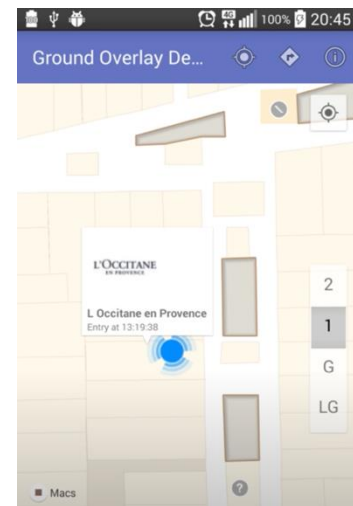 4G
100%
20:45
Ground Overlay De...
L'OCCITANE
EN PROVENCE
L Occitane en Provence
Entry at 13:19:38
2
1
G
LG
Macs
?